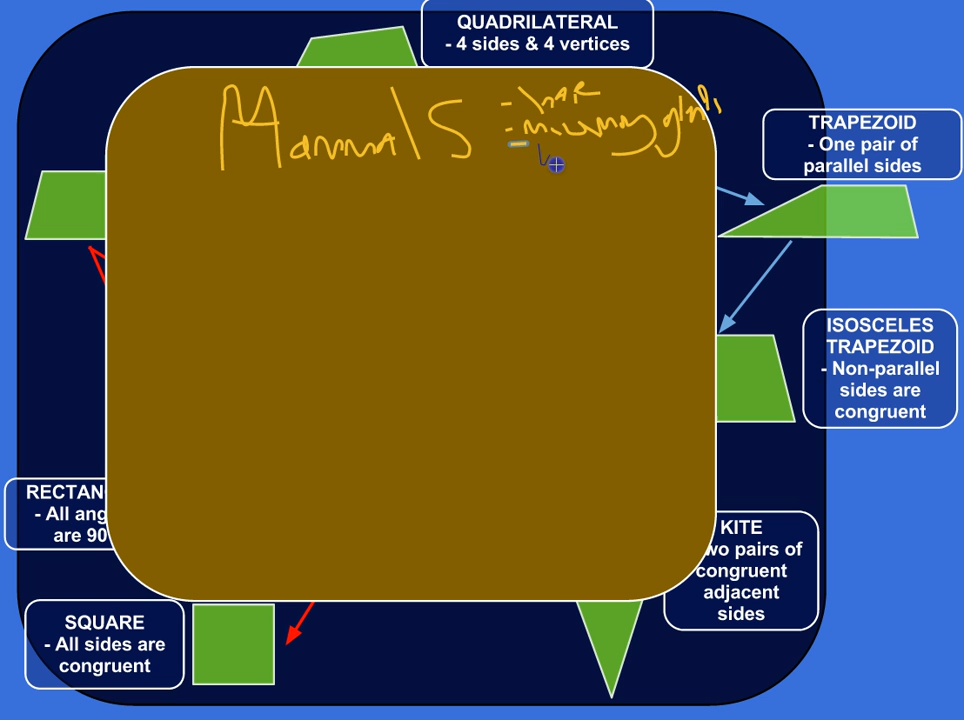 QUADRILATERAL
- 4 sides & 4 vertices
Mammals - hair
-
-
TRAPEZOID
- One pair of
parallel sides
ISOSCELES
TRAPEZOID
- Non-parallel
sides are
congruent
RECTAN
- All ang
are 90
KITE
wo pairs of
congruent
adjacent
sides
SQUARE
- All sides are
congruent